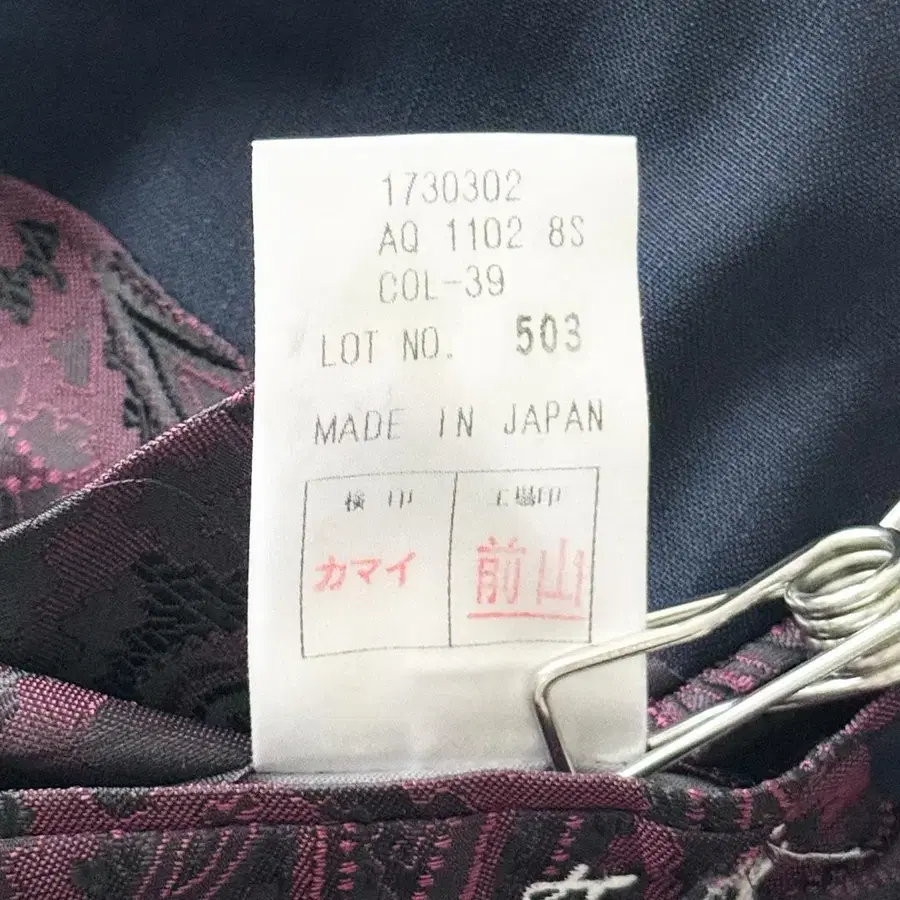 1730302
AQ 1102 8S
COL-39
LOT NO. 503
MADE IN JAPAN
検印 工場印
カマイ 前山